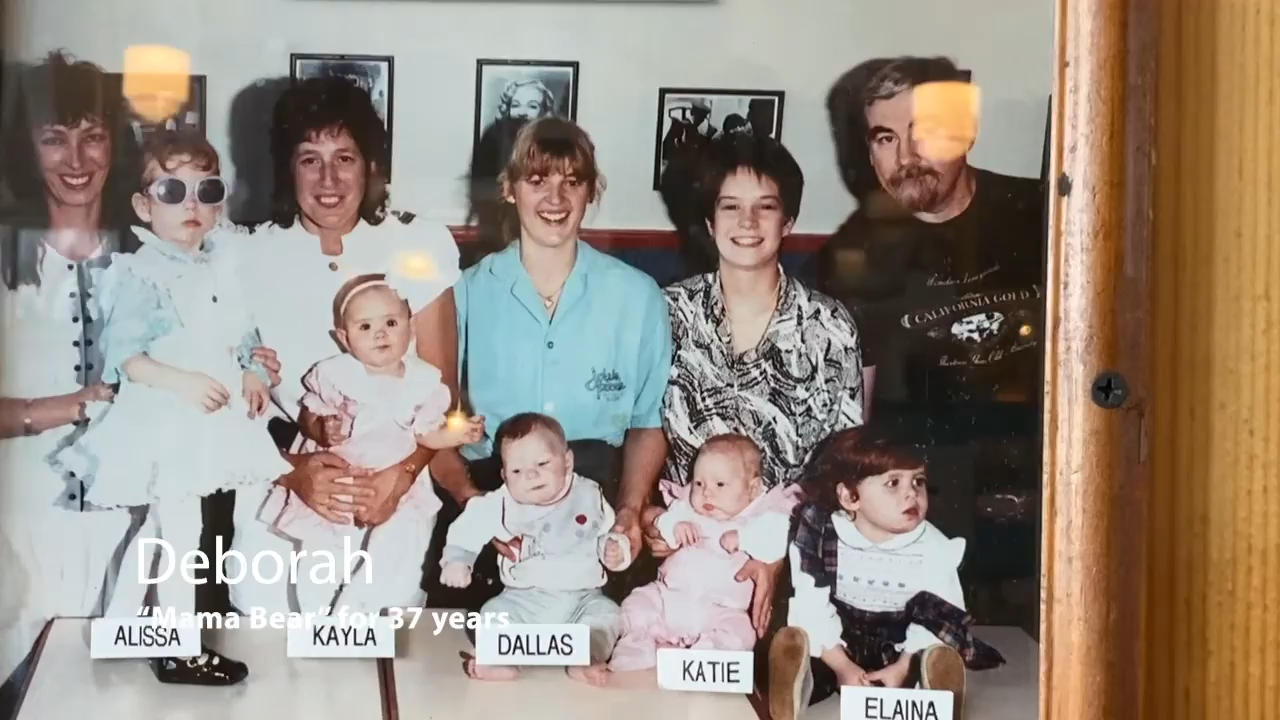 CALIFORNIA GOLD
Deborah
“Mama Bear” for 37 years
ALISSA
KAYLA
DALLAS
KATIE
ELAINA